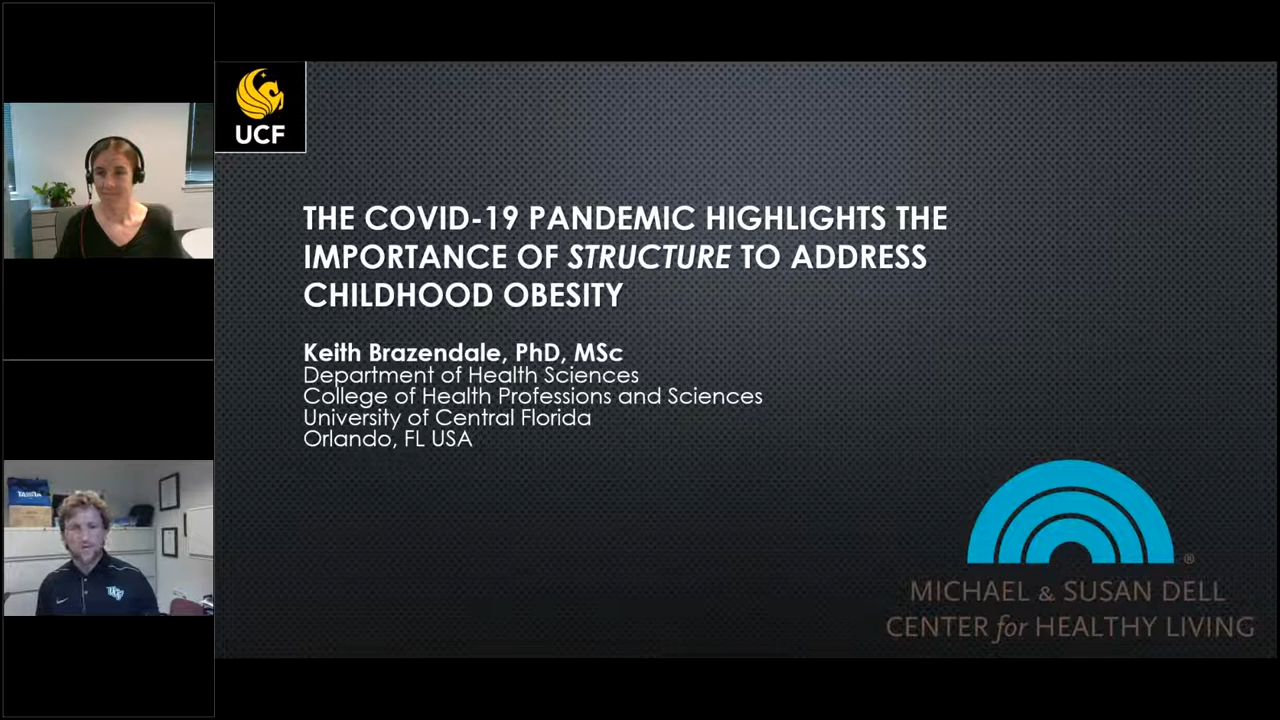 UCF
THE COVID-19 PANDEMIC HIGHLIGHTS THE
IMPORTANCE OF STRUCTURE TO ADDRESS
CHILDHOOD OBESITY
Keith Brazendale, PhD, MSc
Department of Health Sciences
College of Health Professions and Sciences
University of Central Florida
Orlando, FL USA
®
MICHAEL & SUSAN DELL
CENTER for HEALTHY LIVING